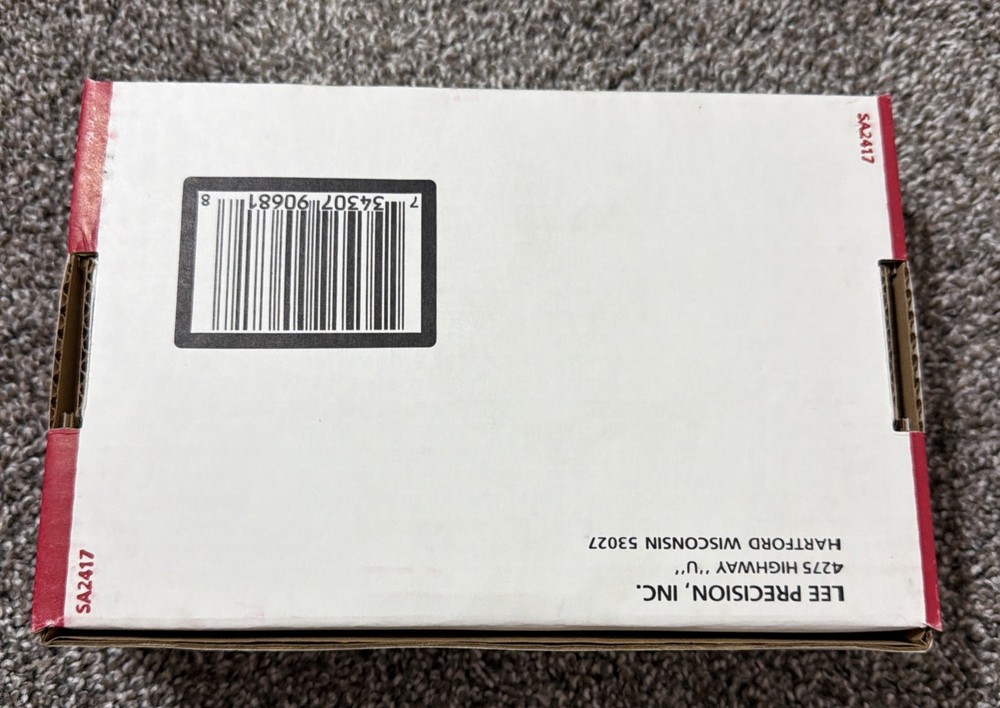 LEE PRECISION, INC.
4275 HIGHWAY "U"
HARTFORD WISCONSIN 53027
7 34307 90681 8
SA2417
SA2417